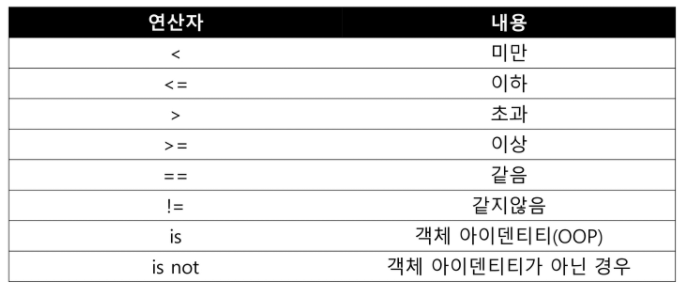 연산자 내용
< 미만
<= 이하
> 초과
>= 이상
== 같음
!= 같지않음
is 객체 아이덴티티(OOP)
is not 객체 아이덴티티가 아닌 경우